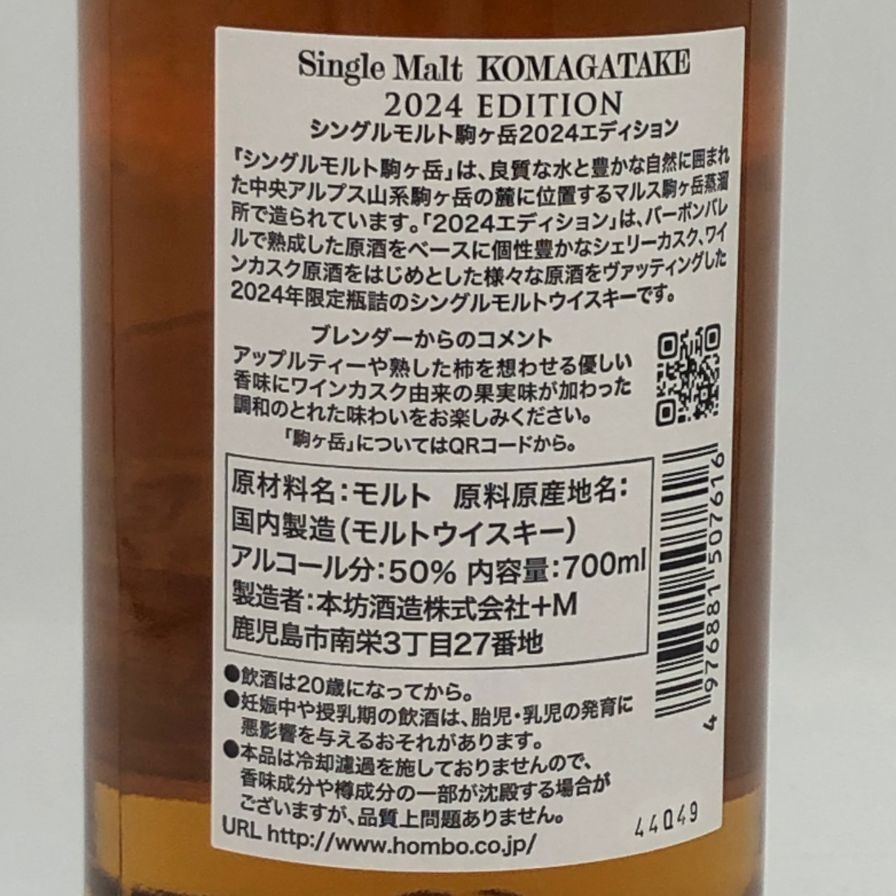 Single Malt KOMAGATAKE
2024 EDITION
シングルモルト駒ヶ岳2024エディション
「シングルモルト駒ヶ岳」は、良質な水と豊かな自然に囲まれ
た中央アルプス山系駒ヶ岳の麓に位置するマルス駒ヶ岳蒸溜
所で造られています。「2024エディション」は、バーボンバレ
ルで熟成した原酒をベースに個性豊かなシェリーカスク、ワイ
ンカスク原酒をはじめとした様々な原酒をヴァッティングした
2024年限定瓶詰のシングルモルトウイスキーです。
ブレンダーからのコメント
アップルティーや熟した柿を想わせる優しい
香味にワインカスク由来の果実味が加わった
調和のとれた味わいをお楽しみください。
「駒ヶ岳」についてはQRコードから。
原材料名：モルト 原料原産地名：
国内製造（モルトウイスキー）
アルコール分：50% 内容量：700ml
製造者：本坊酒造株式会社+M
鹿児島市南栄3丁目27番地
4 976881 507616
●飲酒は20歳になってから。
●妊娠中や授乳期の飲酒は、胎児・乳児の発育に
悪影響を与えるおそれがあります。
●本品は冷却濾過を施しておりませんので、
香味成分や樽成分の一部が沈殿する場合が
ございますが、品質上問題ありません。
URL http://www.hombo.co.jp/
44Q49